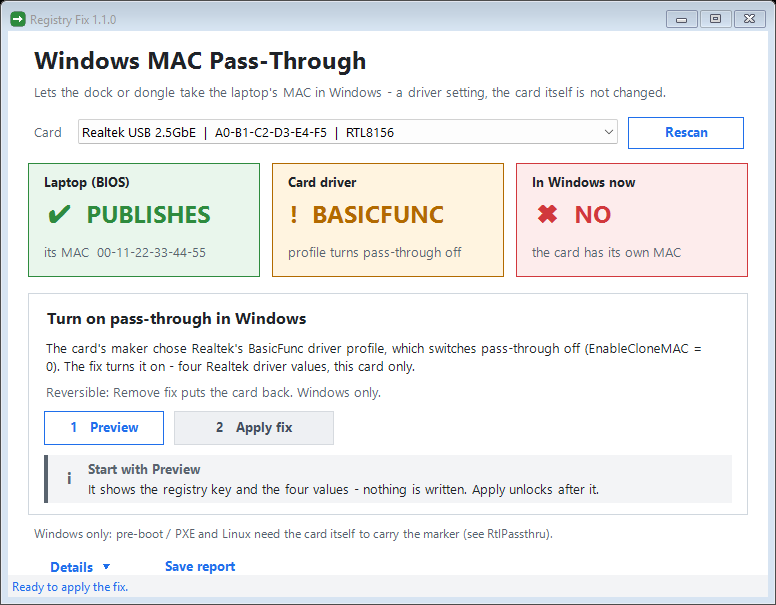 Registry Fix 1.1.0
Windows MAC Pass-Through
Lets the dock or dongle take the laptop's MAC in Windows - a driver setting, the card itself is not changed.
Card
Realtek USB 2.5GbE | A0-B1-C2-D3-E4-F5 | RTL8156
Rescan
Laptop (BIOS)
✔ PUBLISHES
its MAC 00-11-22-33-44-55
Card driver
! BASICFUNC
profile turns pass-through off
In Windows now
✖ NO
the card has its own MAC
Turn on pass-through in Windows
The card's maker chose Realtek's BasicFunc driver profile, which switches pass-through off (EnableCloneMAC =
0). The fix turns it on - four Realtek driver values, this card only.
Reversible: Remove fix puts the card back. Windows only.
1 Preview
2 Apply fix
i
Start with Preview
It shows the registry key and the four values - nothing is written. Apply unlocks after it.
Windows only: pre-boot / PXE and Linux need the card itself to carry the marker (see RtlPassthru).
Details ▼
Save report
Ready to apply the fix.